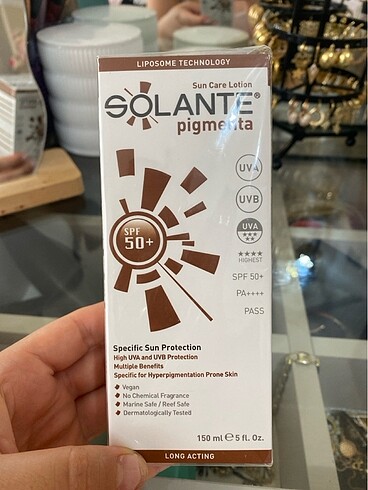 LIPOSOME TECHNOLOGY
Sun Care Lotion
SOLANTE®
pigmenta
UVA
UVB
SPF
50+
UVA
★★★
★★
★★★★
HIGHEST
SPF 50+
PA++++
PASS
Specific Sun Protection
High UVA and UVB Protection
Multiple Benefits
Specific for Hyperpigmentation Prone Skin
Vegan
No Chemical Fragrance
Marine Safe / Reef Safe
Dermatologically Tested
150 ml ℮ 5 fl. Oz.
LONG ACTING